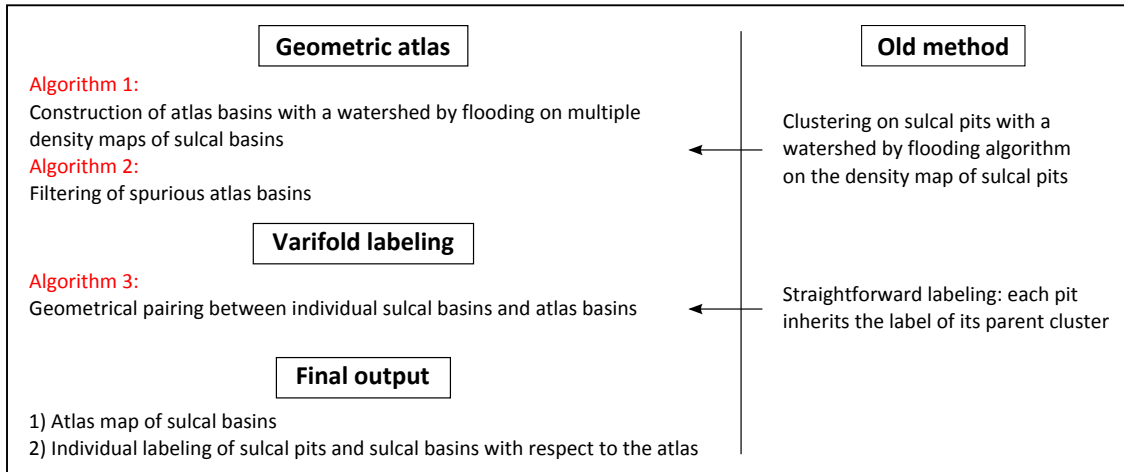 Geometric atlas
Algorithm 1:
Construction of atlas basins with a watershed by flooding on multiple
density maps of sulcal basins
Algorithm 2:
Filtering of spurious atlas basins
Varifold labeling
Algorithm 3:
Geometrical pairing between individual sulcal basins and atlas basins
Final output
1) Atlas map of sulcal basins
2) Individual labeling of sulcal pits and sulcal basins with respect to the atlas
Old method
Clustering on sulcal pits with a
watershed by flooding algorithm
on the density map of sulcal pits
Straightforward labeling: each pit
inherits the label of its parent cluster